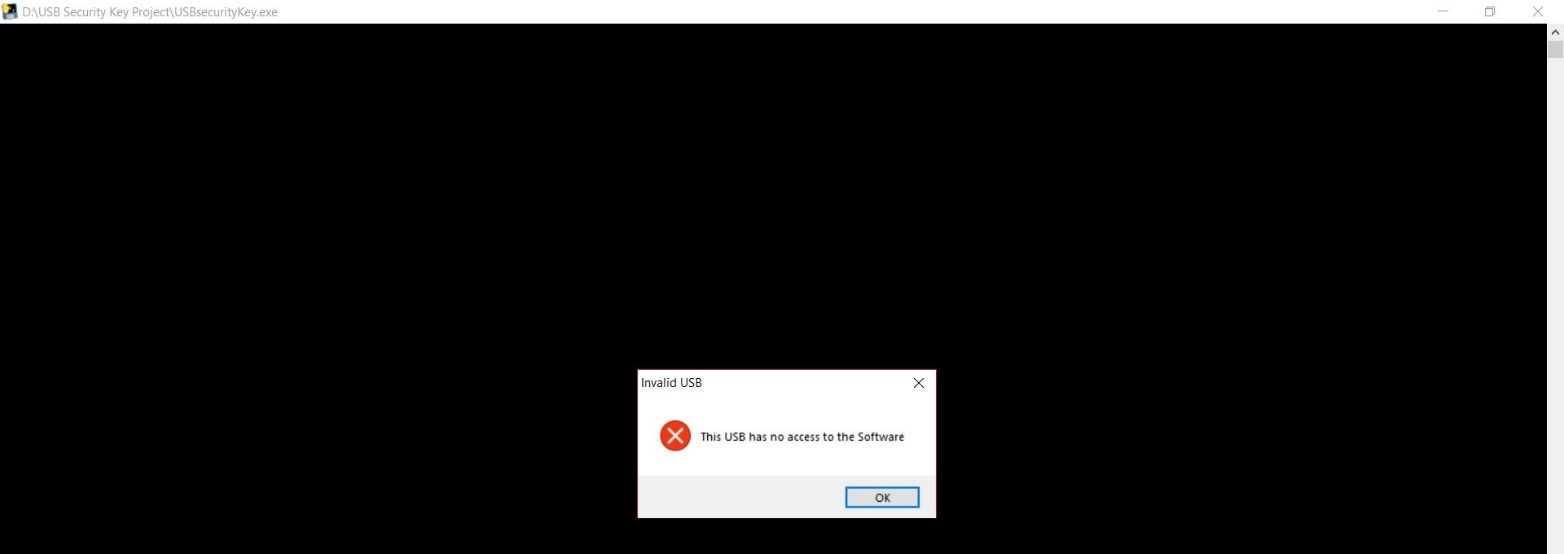 D:\USB Security Key Project\USBsecurityKey.exe
Invalid USB
This USB has no access to the Software
OK